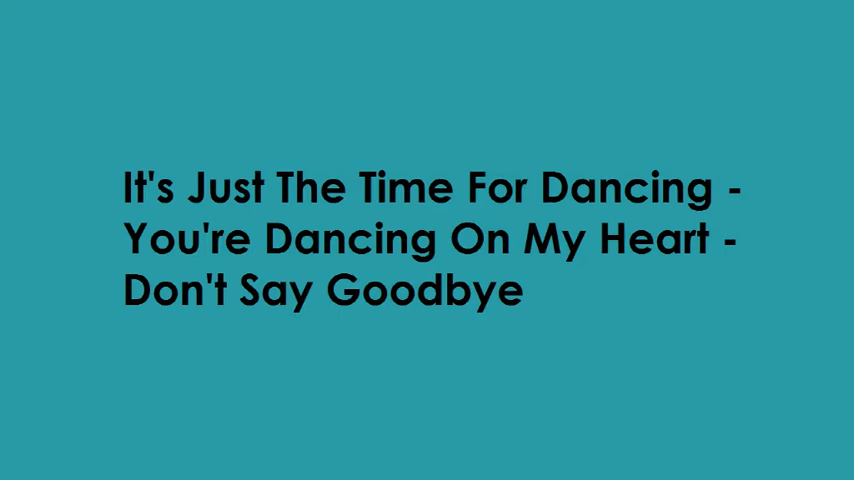 It's Just The Time For Dancing -
You're Dancing On My Heart -
Don't Say Goodbye